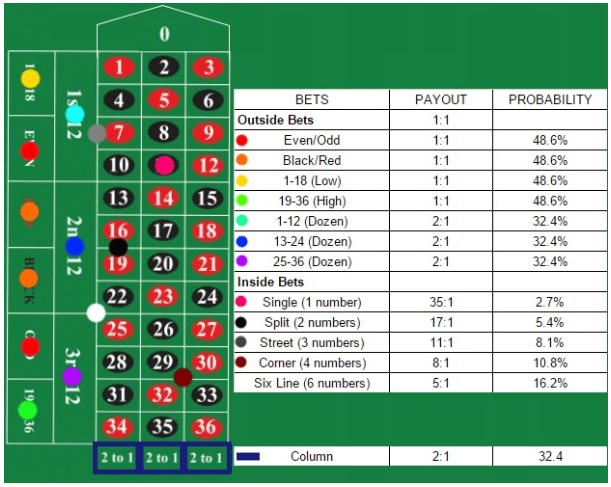 0
1 2 3
4 5 6
7 8 9
10 12
13 14 15
16 17 18
19 20 21
22 23 24
25 26 27
28 29 30
31 32 33
34 35 36
2 to 1 2 to 1 2 to 1
12
12
12
18
36
BETS PAYOUT PROBABILITY
Outside Bets 1:1
Even/Odd 1:1 48.6%
Black/Red 1:1 48.6%
1-18 (Low) 1:1 48.6%
19-36 (High) 1:1 48.6%
1-12 (Dozen) 2:1 32.4%
13-24 (Dozen) 2:1 32.4%
25-36 (Dozen) 2:1 32.4%
Inside Bets
Single (1 number) 35:1 2.7%
Split (2 numbers) 17:1 5.4%
Street (3 numbers) 11:1 8.1%
Corner (4 numbers) 8:1 10.8%
Six Line (6 numbers) 5:1 16.2%
Column 2:1 32.4